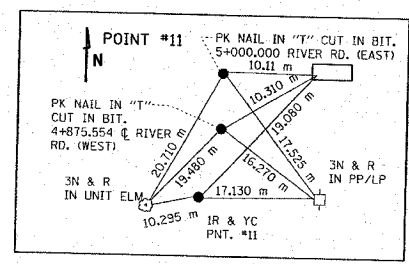 POINT #11
N
PK NAIL IN "T" CUT IN BIT.
5+000.000 RIVER RD. (EAST)
10.11 m
10.310 m
19.080 m
PK NAIL IN "T"
CUT IN BIT.
4+875.554 ℄ RIVER
RD. (WEST)
20.710 m
19.480 m
17.525 m
16.270 m
3N & R
IN UNIT ELM
3N & R
IN PP/LP
17.130 m
10.295 m
IR & YC
PNT. #11